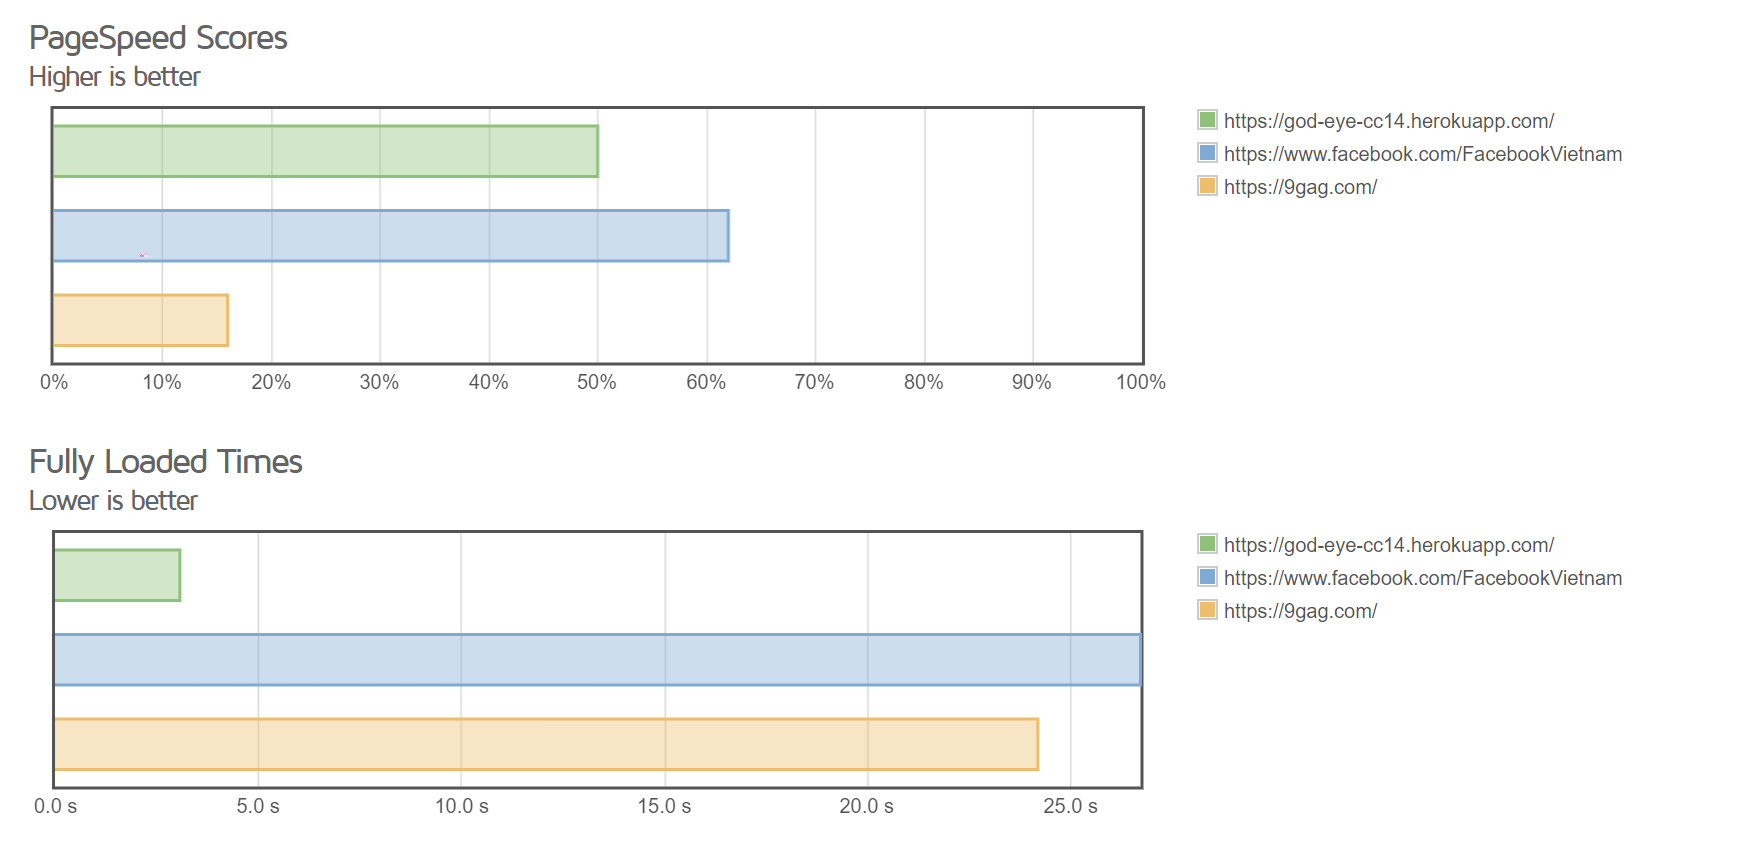 PageSpeed Scores
Higher is better
https://god-eye-cc14.herokuapp.com/
https://www.facebook.com/FacebookVietnam
https://9gag.com/
0% 10% 20% 30% 40% 50% 60% 70% 80% 90% 100%
Fully Loaded Times
Lower is better
https://god-eye-cc14.herokuapp.com/
https://www.facebook.com/FacebookVietnam
https://9gag.com/
0.0 s 5.0 s 10.0 s 15.0 s 20.0 s 25.0 s